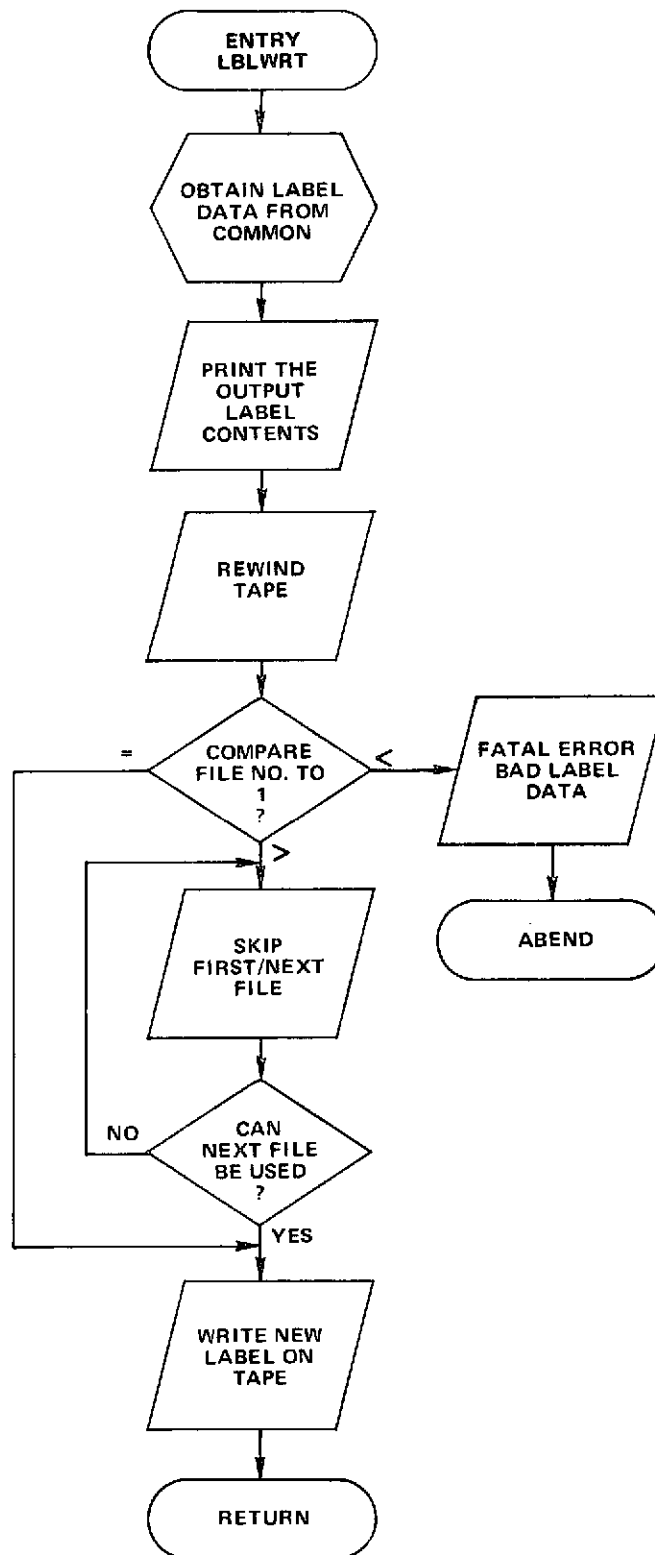 ENTRY
LBLWRT
OBTAIN LABEL
DATA FROM
COMMON
PRINT THE
OUTPUT
LABEL
CONTENTS
REWIND
TAPE
=
COMPARE
FILE NO. TO
1
?
<
FATAL ERROR
BAD LABEL
DATA
>
ABEND
SKIP
FIRST/NEXT
FILE
NO
CAN
NEXT FILE
BE USED
?
YES
WRITE NEW
LABEL ON
TAPE
RETURN